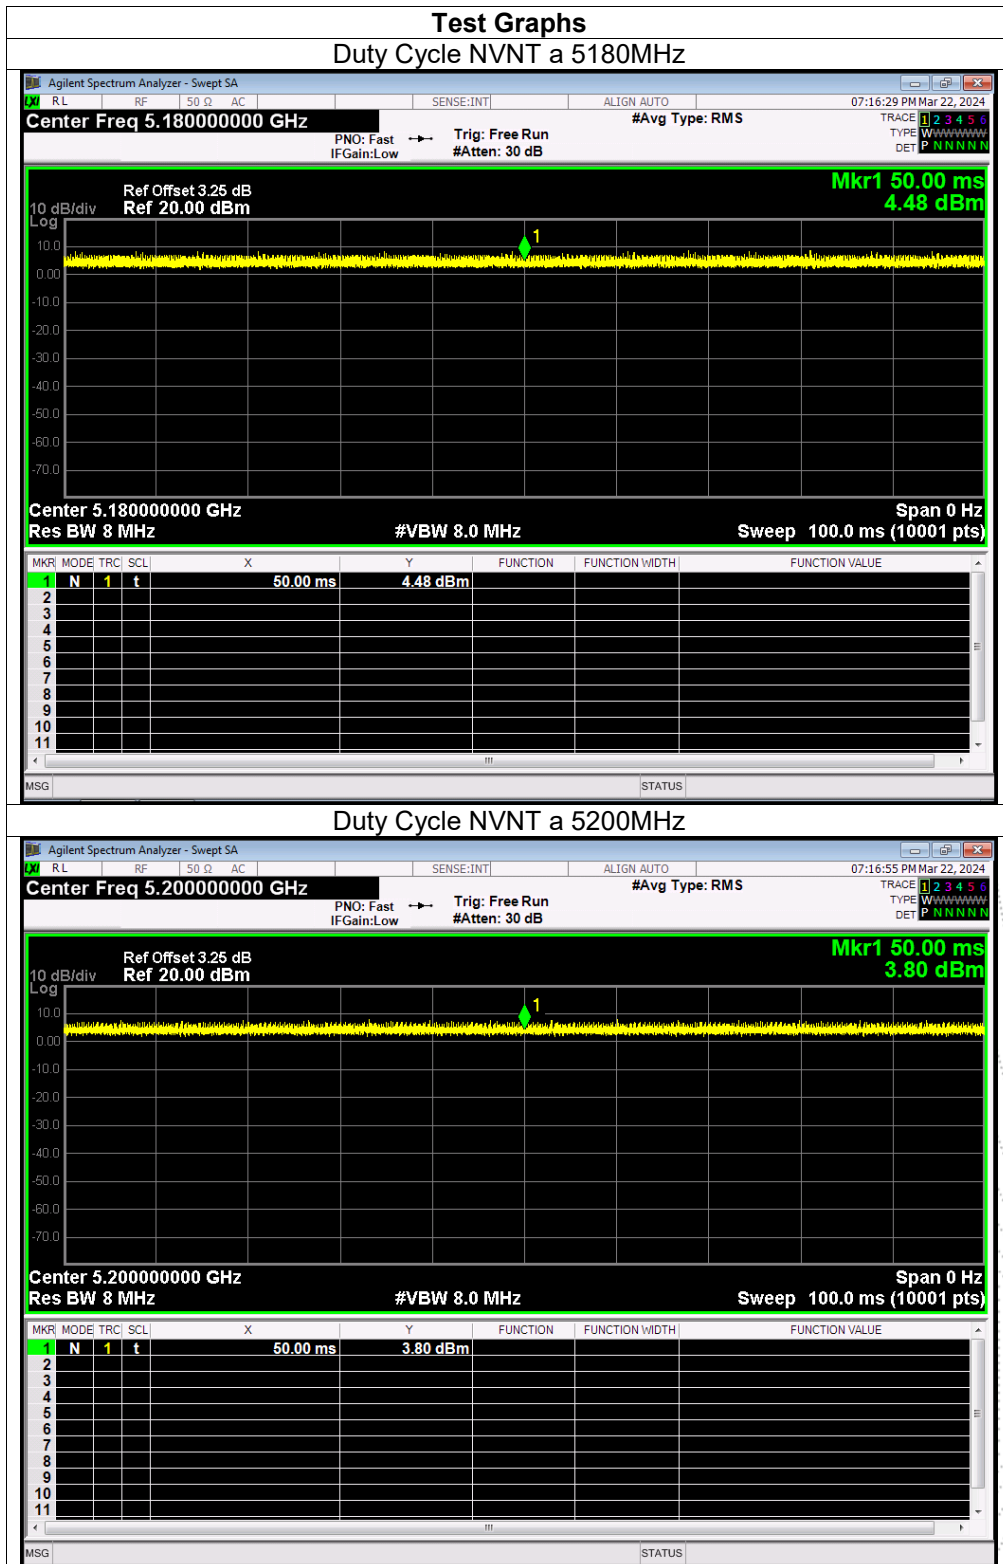 Test Graphs
Duty Cycle NVNT a 5180MHz
Agilent Spectrum Analyzer - Swept SA
LXI RL RF 50 Ω AC SENSE:INT ALIGN AUTO 07:16:29 PM Mar 22, 2024
Center Freq 5.180000000 GHz #Avg Type: RMS TRACE 1 2 3 4 5 6
PNO: Fast Trig: Free Run TYPE WWWWWW
IFGain:Low #Atten: 30 dB DET P N N N N N
Mkr1 50.00 ms
Ref Offset 3.25 dB 4.48 dBm
10 dB/div Ref 20.00 dBm
Log
1
10.0
0.00
-10.0
-20.0
-30.0
-40.0
-50.0
-60.0
-70.0
Center 5.180000000 GHz Span 0 Hz
Res BW 8 MHz #VBW 8.0 MHz Sweep 100.0 ms (10001 pts)
MKR MODE TRC SCL X Y FUNCTION FUNCTION WIDTH FUNCTION VALUE
1 N 1 t 50.00 ms 4.48 dBm
2
3
4
5
6
7
8
9
10
11
MSG STATUS
Duty Cycle NVNT a 5200MHz
Agilent Spectrum Analyzer - Swept SA
LXI RL RF 50 Ω AC SENSE:INT ALIGN AUTO 07:16:55 PM Mar 22, 2024
Center Freq 5.200000000 GHz #Avg Type: RMS TRACE 1 2 3 4 5 6
PNO: Fast Trig: Free Run TYPE WWWWWW
IFGain:Low #Atten: 30 dB DET P N N N N N
Mkr1 50.00 ms
Ref Offset 3.25 dB 3.80 dBm
10 dB/div Ref 20.00 dBm
Log
1
10.0
0.00
-10.0
-20.0
-30.0
-40.0
-50.0
-60.0
-70.0
Center 5.200000000 GHz Span 0 Hz
Res BW 8 MHz #VBW 8.0 MHz Sweep 100.0 ms (10001 pts)
MKR MODE TRC SCL X Y FUNCTION FUNCTION WIDTH FUNCTION VALUE
1 N 1 t 50.00 ms 3.80 dBm
2
3
4
5
6
7
8
9
10
11
MSG STATUS